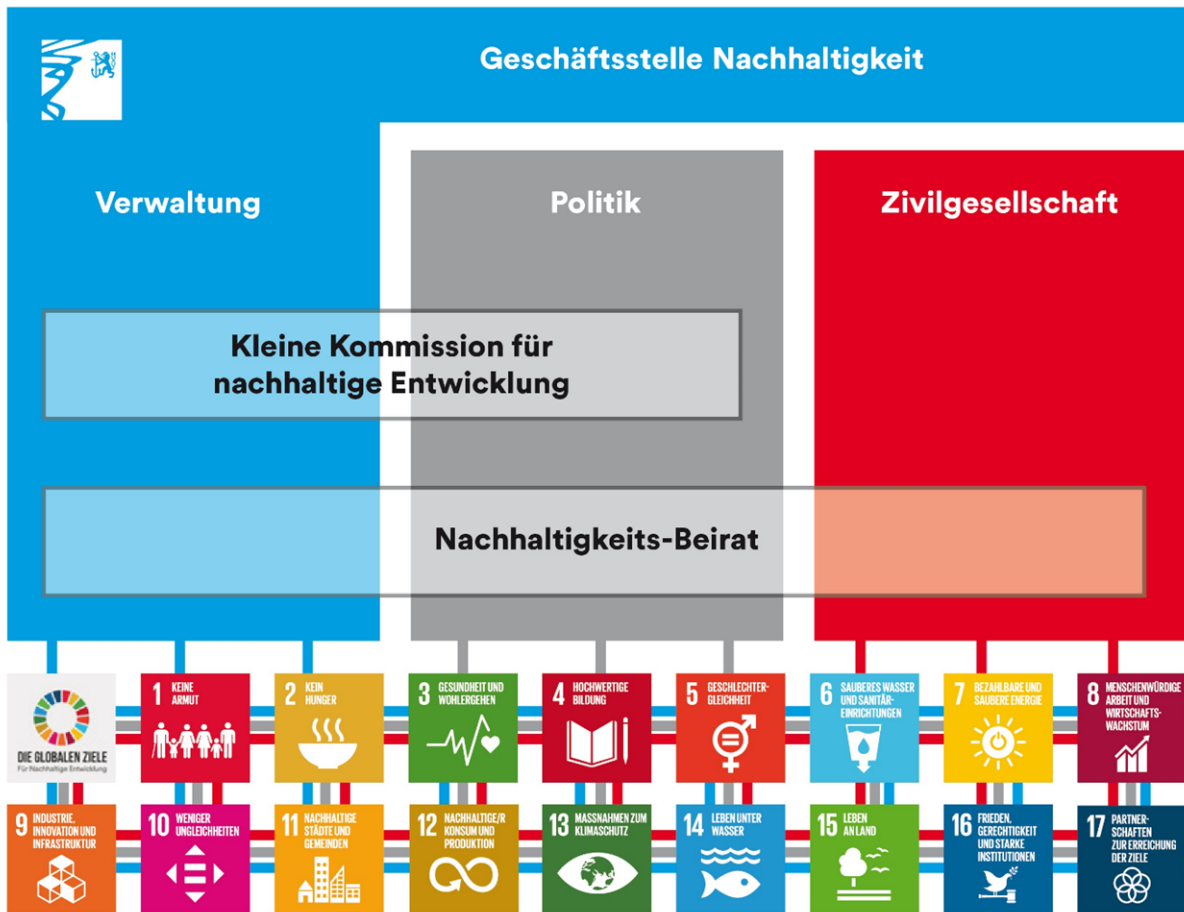 Geschäftsstelle Nachhaltigkeit
Verwaltung
Politik
Zivilgesellschaft
Kleine Kommission für
nachhaltige Entwicklung
Nachhaltigkeits-Beirat
DIE GLOBALEN ZIELE
Für Nachhaltige Entwicklung
1 KEINE
ARMUT
2 KEIN
HUNGER
3 GESUNDHEIT UND
WOHLERGEHEN
4 HOCHWERTIGE
BILDUNG
5 GESCHLECHTER-
GLEICHHEIT
6 SAUBERES WASSER
UND SANITÄR-
EINRICHTUNGEN
7 BEZAHLBARE UND
SAUBERE ENERGIE
8 MENSCHENWÜRDIGE
ARBEIT UND
WIRTSCHAFTS-
WACHSTUM
9 INDUSTRIE,
INNOVATION UND
INFRASTRUKTUR
10 WENIGER
UNGLEICHHEITEN
11 NACHHALTIGE
STÄDTE UND
GEMEINDEN
12 NACHHALTIGE/R
KONSUM UND
PRODUKTION
13 MASSNAHMEN ZUM
KLIMASCHUTZ
14 LEBEN UNTER
WASSER
15 LEBEN
AN LAND
16 FRIEDEN,
GERECHTIGKEIT
UND STARKE
INSTITUTIONEN
17 PARTNER-
SCHAFTEN
ZUR ERREICHUNG
DER ZIELE